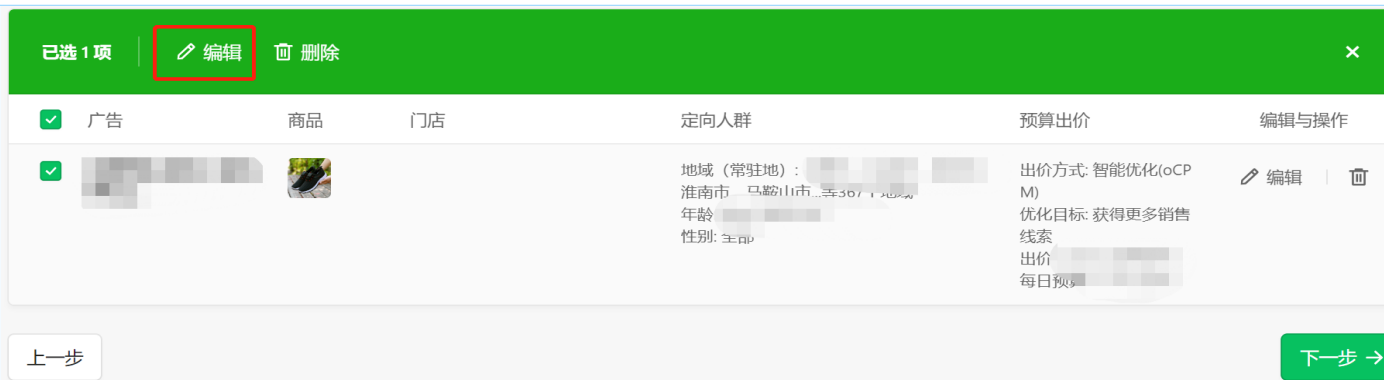 已选 1 项 编辑 删除
广告 商品 门店 定向人群 预算出价 编辑与操作
地域（常驻地）: 出价方式: 智能优化(oCP 编辑
淮南市、马鞍山市 M)
年龄 优化目标: 获得更多销售
性别: 全部 线索
出价
每日预算
上一步 下一步